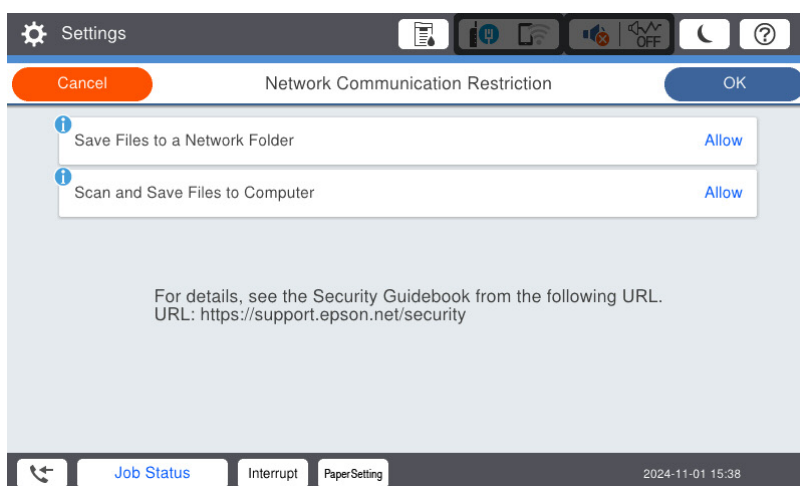 Settings
OFF
Cancel
Network Communication Restriction
OK
Save Files to a Network Folder
Allow
Scan and Save Files to Computer
Allow
For details, see the Security Guidebook from the following URL.
URL: https://support.epson.net/security
Job Status
Interrupt
PaperSetting
2024-11-01 15:38